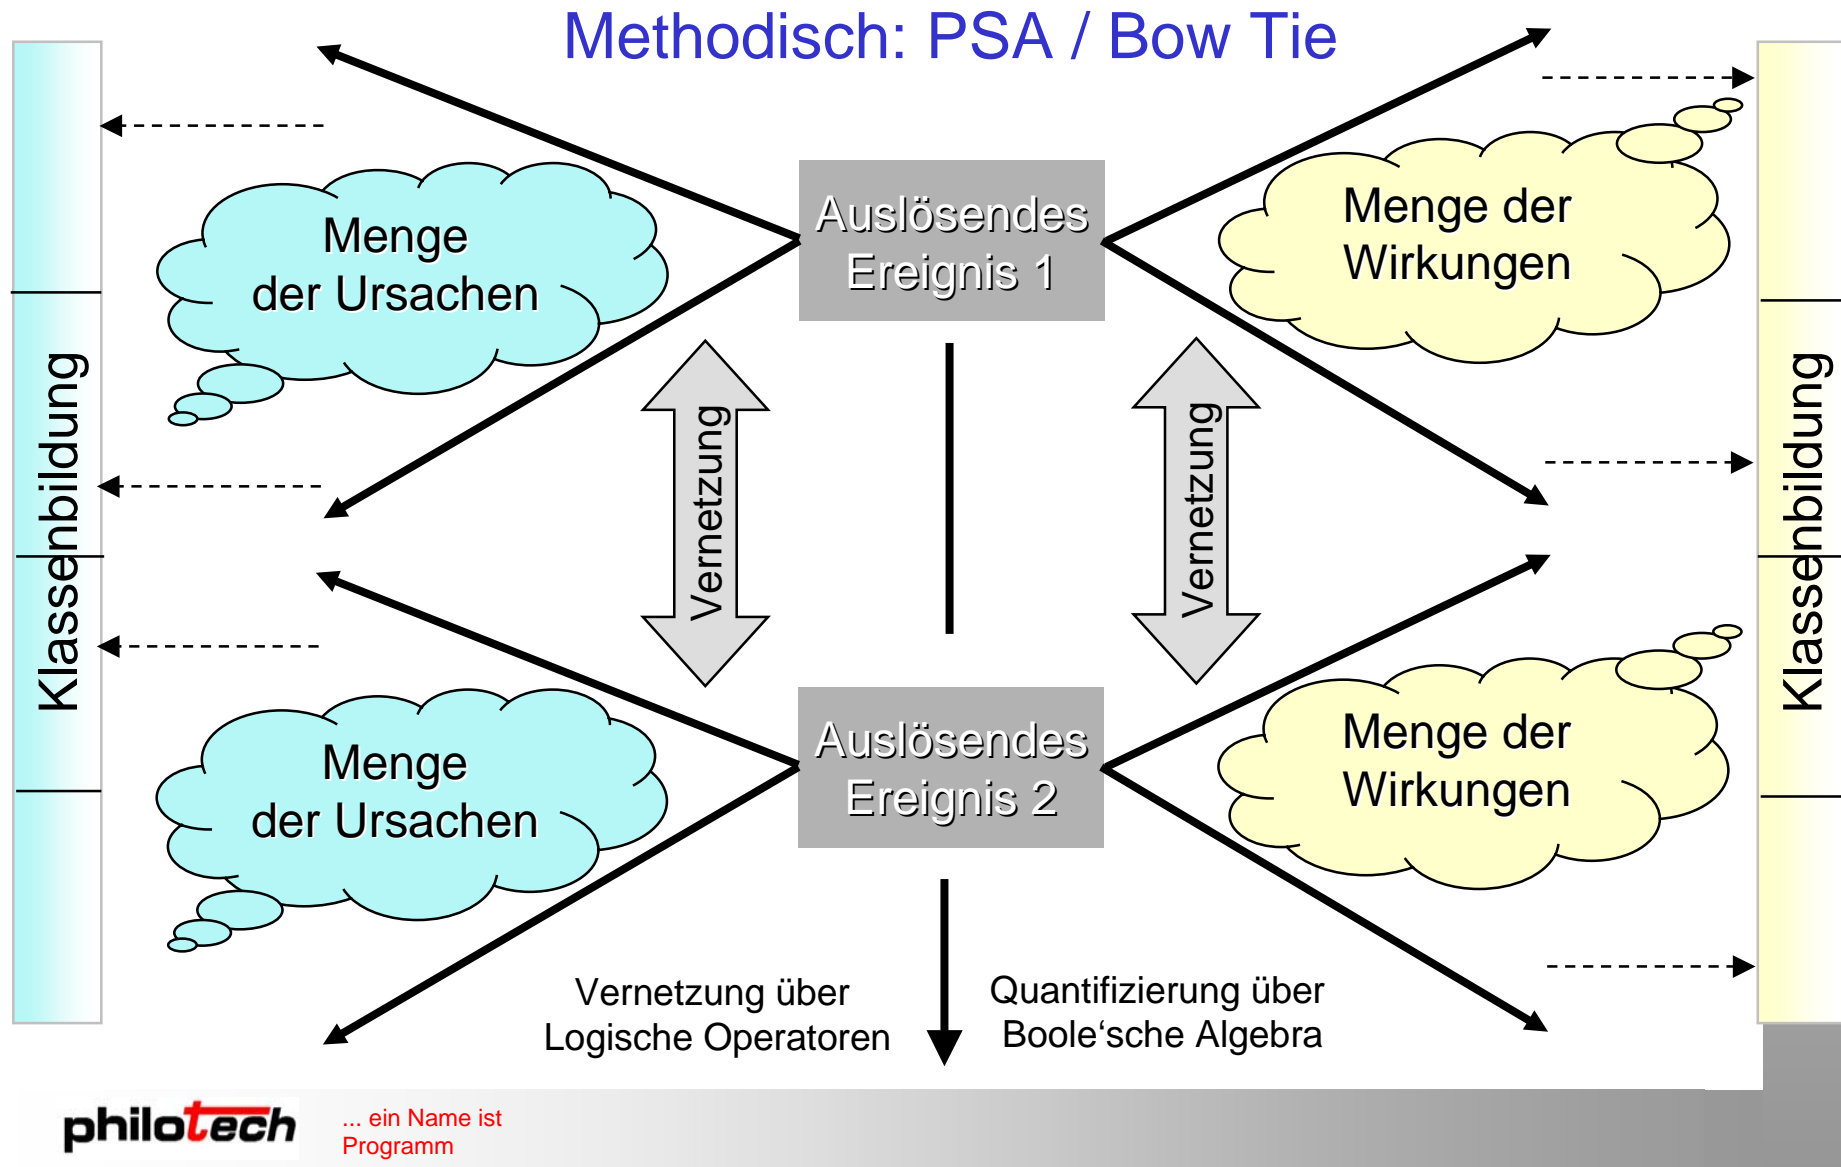 Methodisch: PSA / Bow Tie
Klassenbildung
Menge
der Ursachen
Auslösendes
Ereignis 1
Menge der
Wirkungen
Klassenbildung
Vernetzung
Vernetzung
Menge
der Ursachen
Auslösendes
Ereignis 2
Menge der
Wirkungen
Vernetzung über
Logische Operatoren
Quantifizierung über
Boole‘sche Algebra
philotech
... ein Name ist
Programm